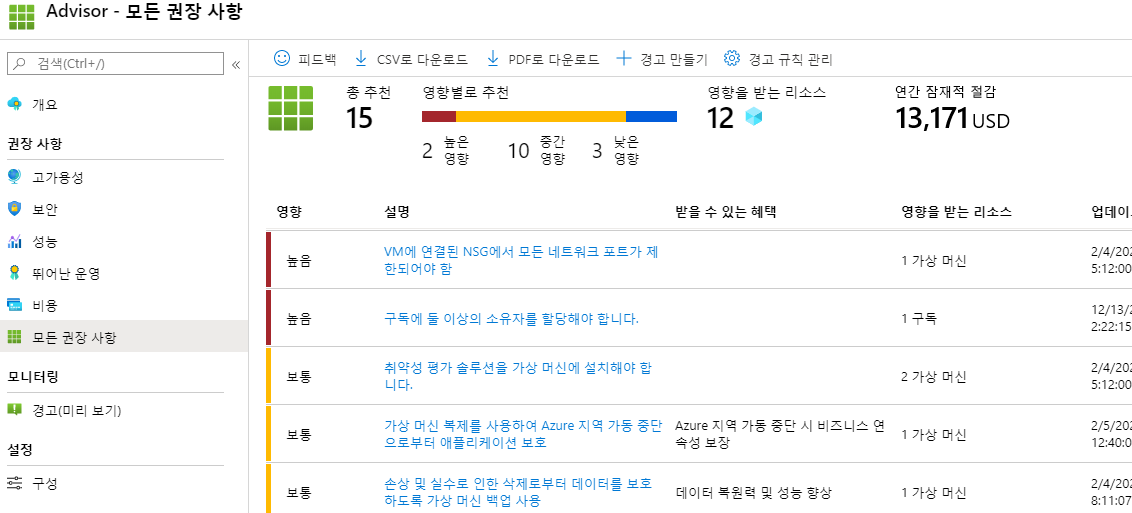 Advisor - 모든 권장 사항
검색(Ctrl+/)
«
개요
권장 사항
고가용성
보안
성능
뛰어난 운영
비용
모든 권장 사항
모니터링
경고(미리 보기)
설정
구성
피드백
CSV로 다운로드
PDF로 다운로드
경고 만들기
경고 규칙 관리
총 추천
15
영향별로 추천
2 높은
영향
10 중간
영향
3 낮은
영향
영향을 받는 리소스
12
연간 잠재적 절감
13,171 USD
영향 설명 받을 수 있는 혜택 영향을 받는 리소스 업데이
높음
VM에 연결된 NSG에서 모든 네트워크 포트가 제
한되어야 함
1 가상 머신
2/4/202
5:12:00
높음
구독에 둘 이상의 소유자를 할당해야 합니다.
1 구독
12/13/2
2:22:15
보통
취약성 평가 솔루션을 가상 머신에 설치해야 합
니다.
2 가상 머신
2/4/202
5:12:00
보통
가상 머신 복제를 사용하여 Azure 지역 가동 중단
으로부터 애플리케이션 보호
Azure 지역 가동 중단 시 비즈니스 연
속성 보장
1 가상 머신
2/5/202
12:40:0
보통
손상 및 실수로 인한 삭제로부터 데이터를 보호
하도록 가상 머신 백업 사용
데이터 복원력 및 성능 향상
1 가상 머신
2/4/202
8:11:07